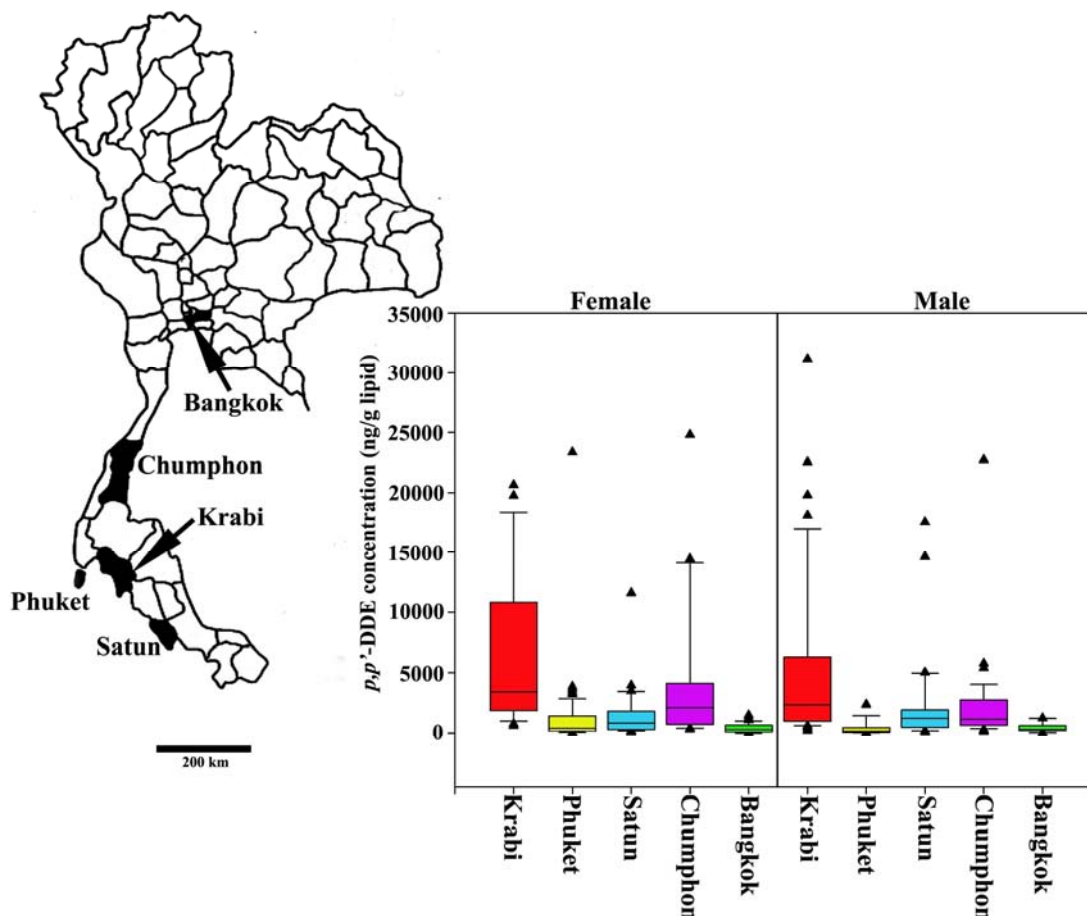 Bangkok
Chumphon
Krabi
Phuket
Satun
200 km
Female
Male
p,p'-DDE concentration (ng/g lipid)
35000
30000
25000
20000
15000
10000
5000
0
Krabi
Phuket
Satun
Chumphon
Bangkok
Krabi
Phuket
Satun
Chumphon
Bangkok